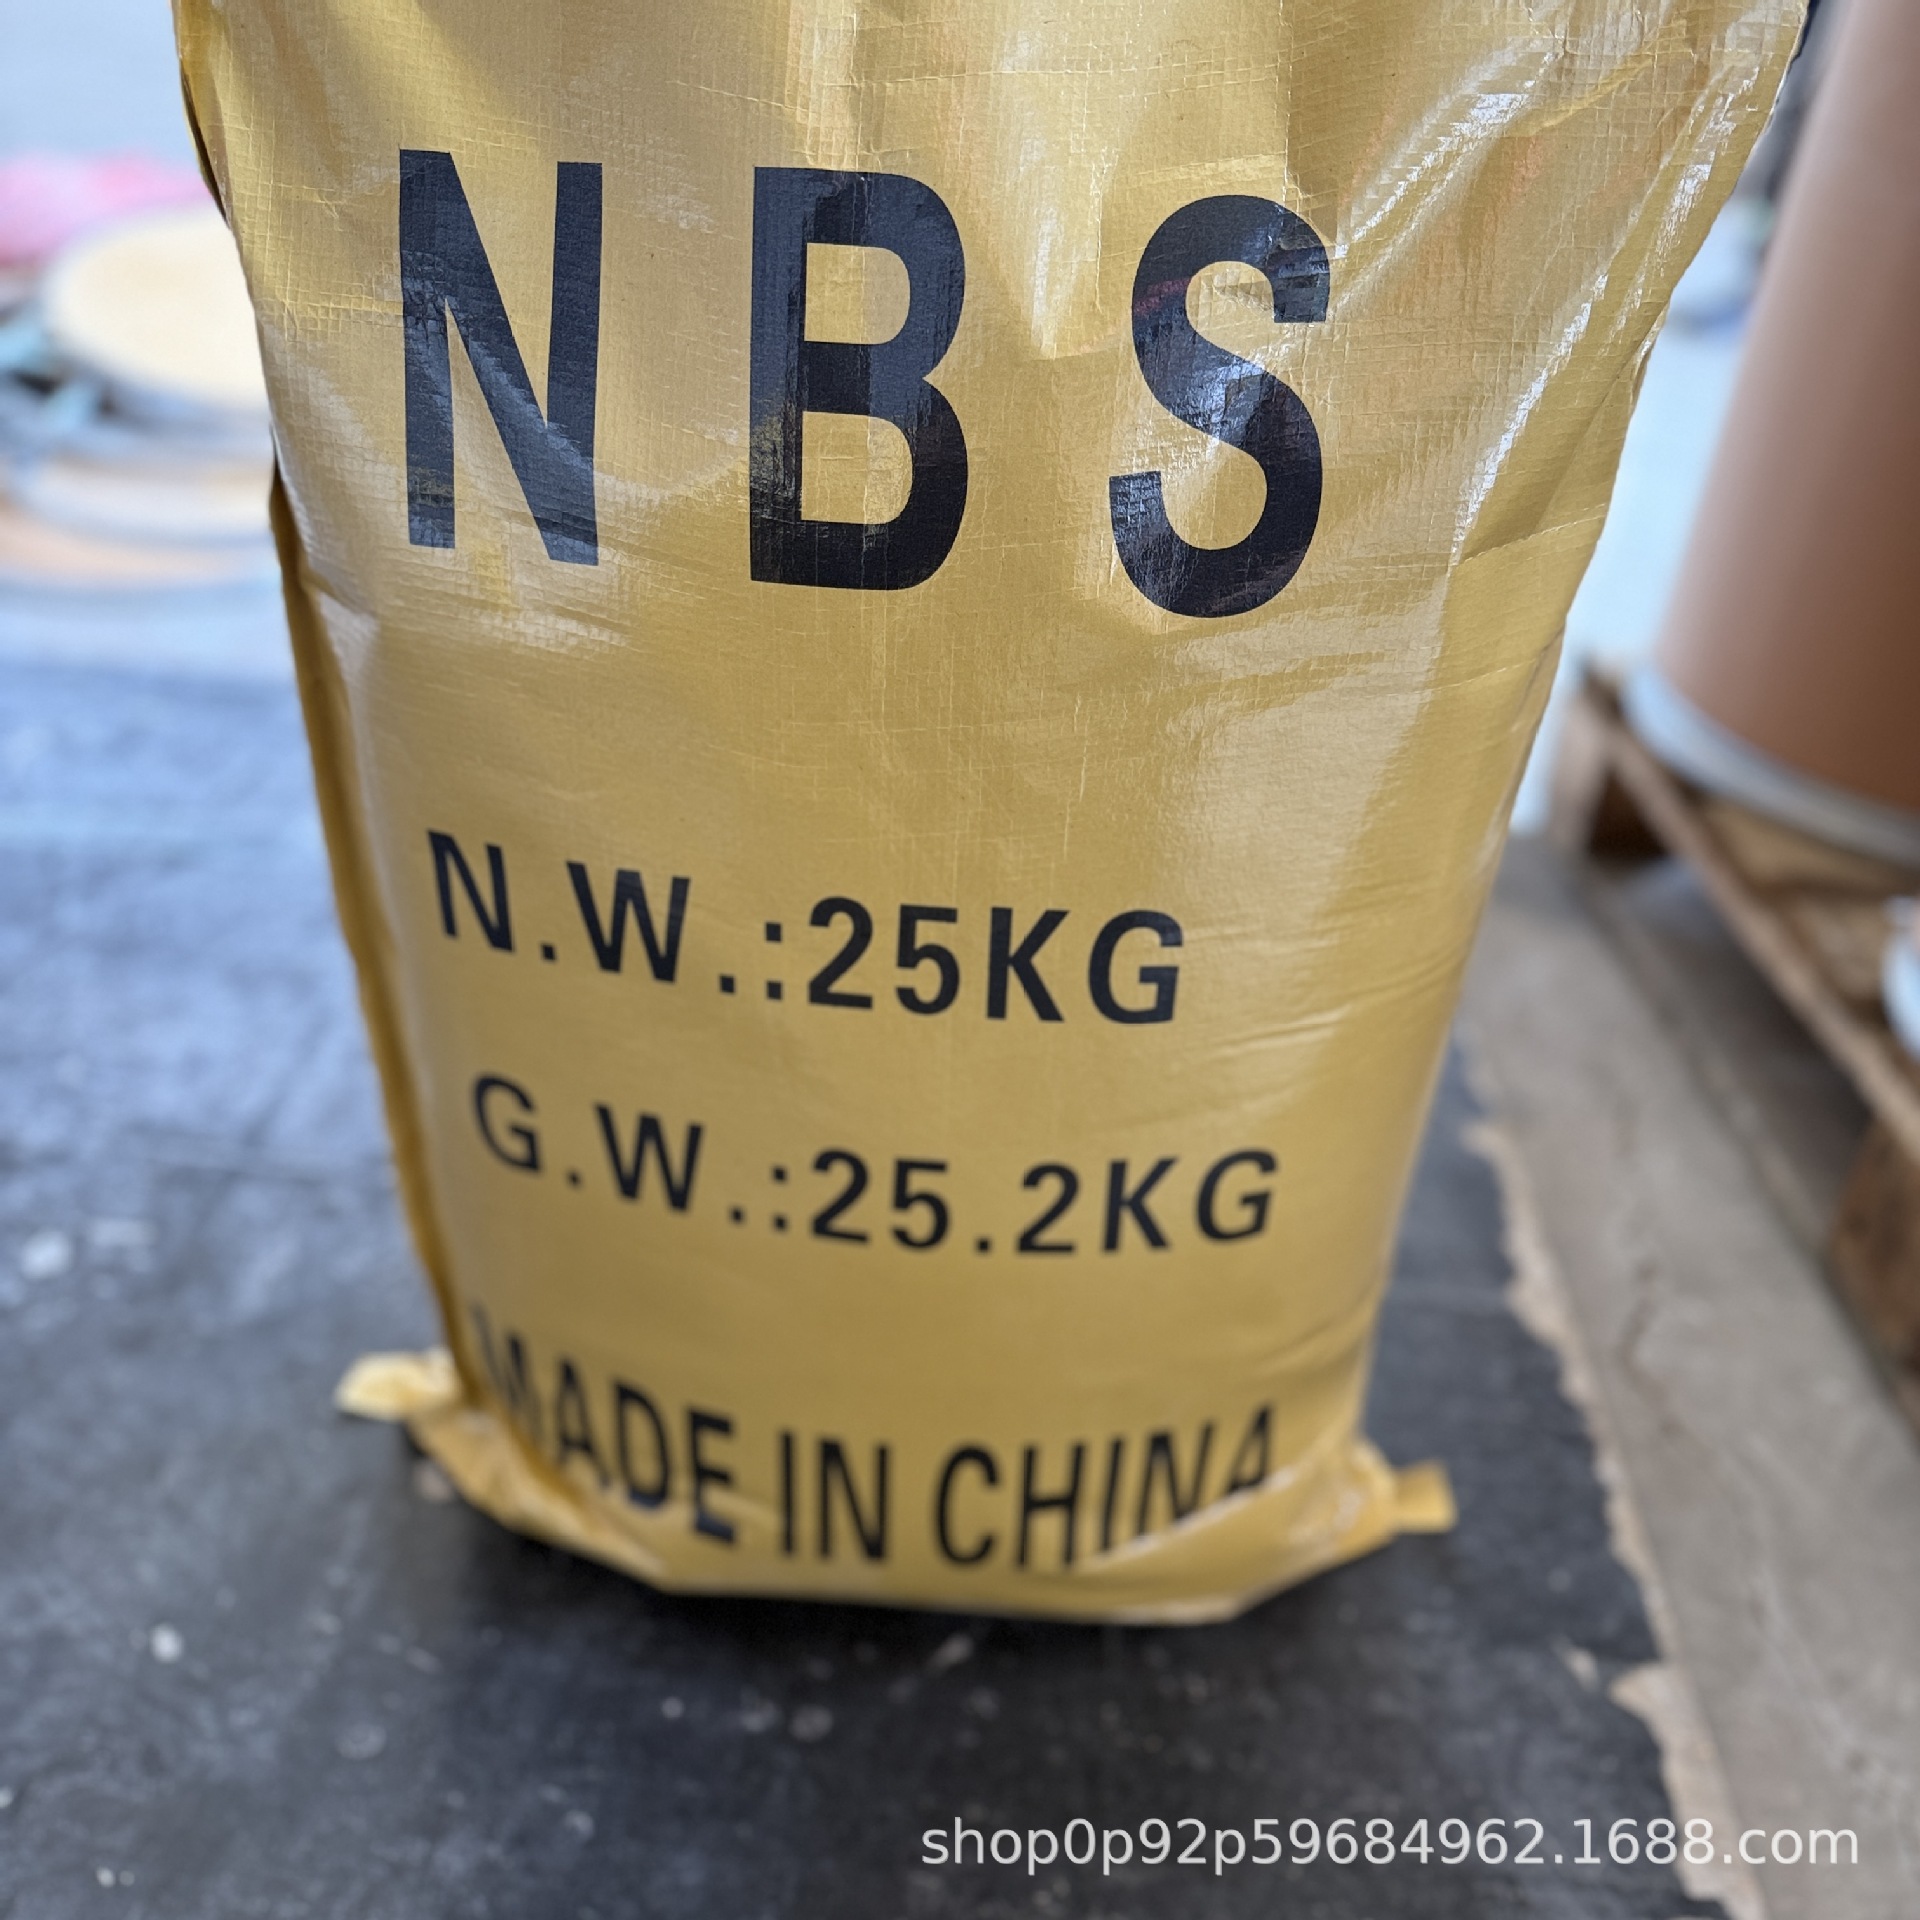 NBS
N.W.:25KG
G.W.:25.2KG
MADE IN CHINA
shop0p92p59684962.1688.com